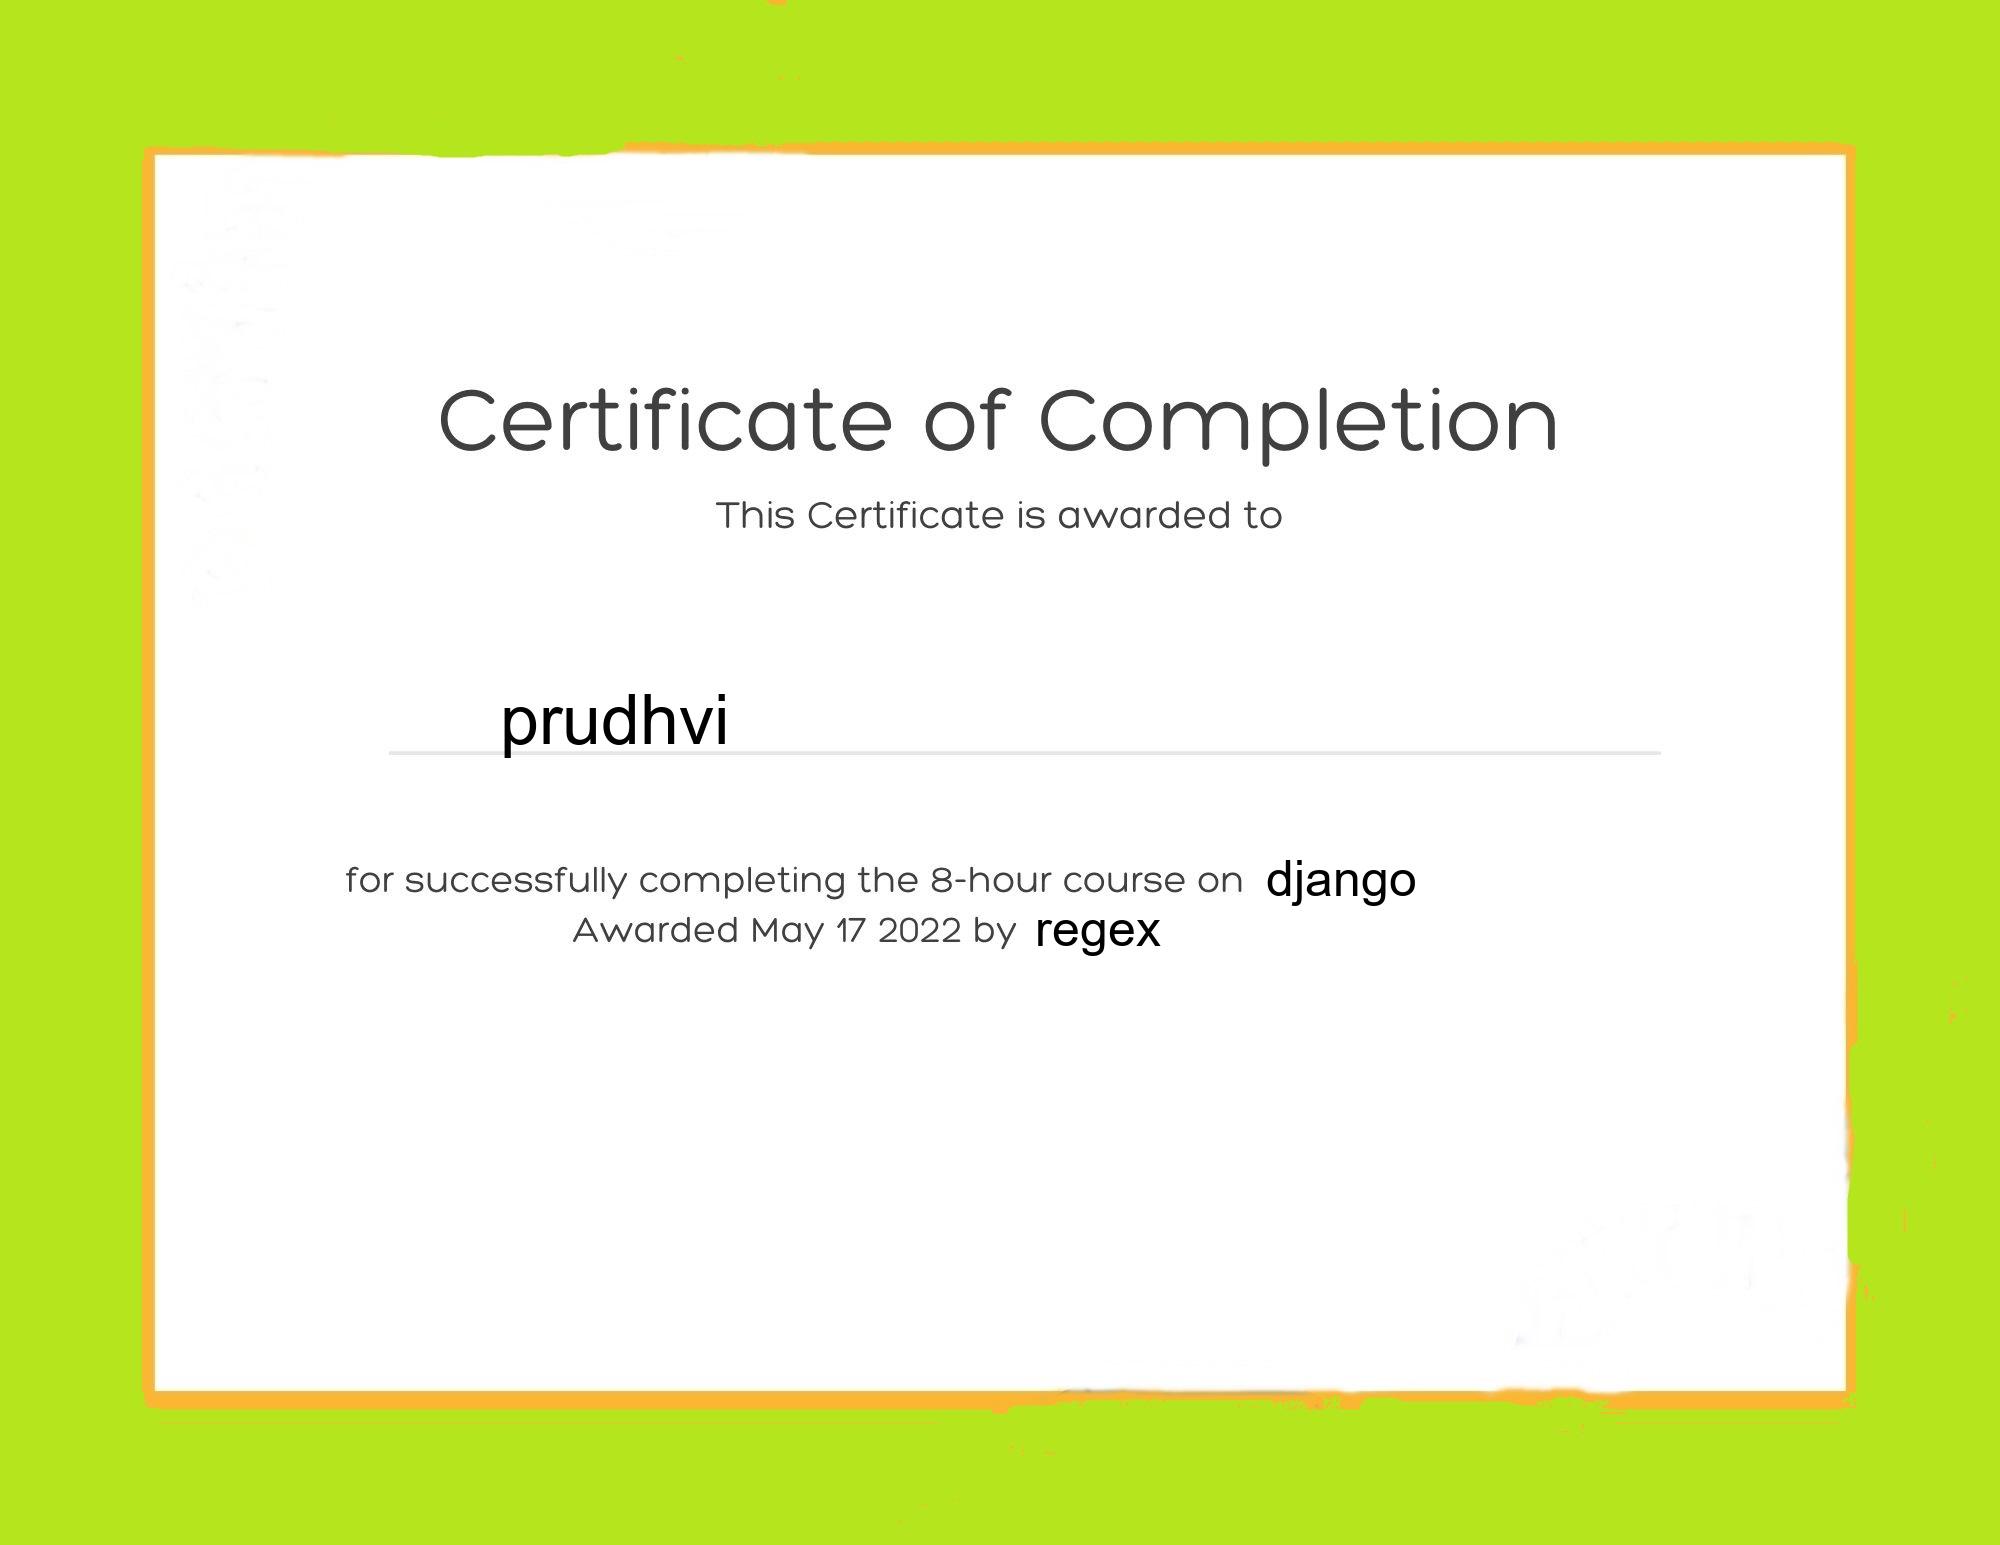 Certificate of Completion
This Certificate is awarded to
prudhvi
for successfully completing the 8-hour course on django
Awarded May 17 2022 by regex